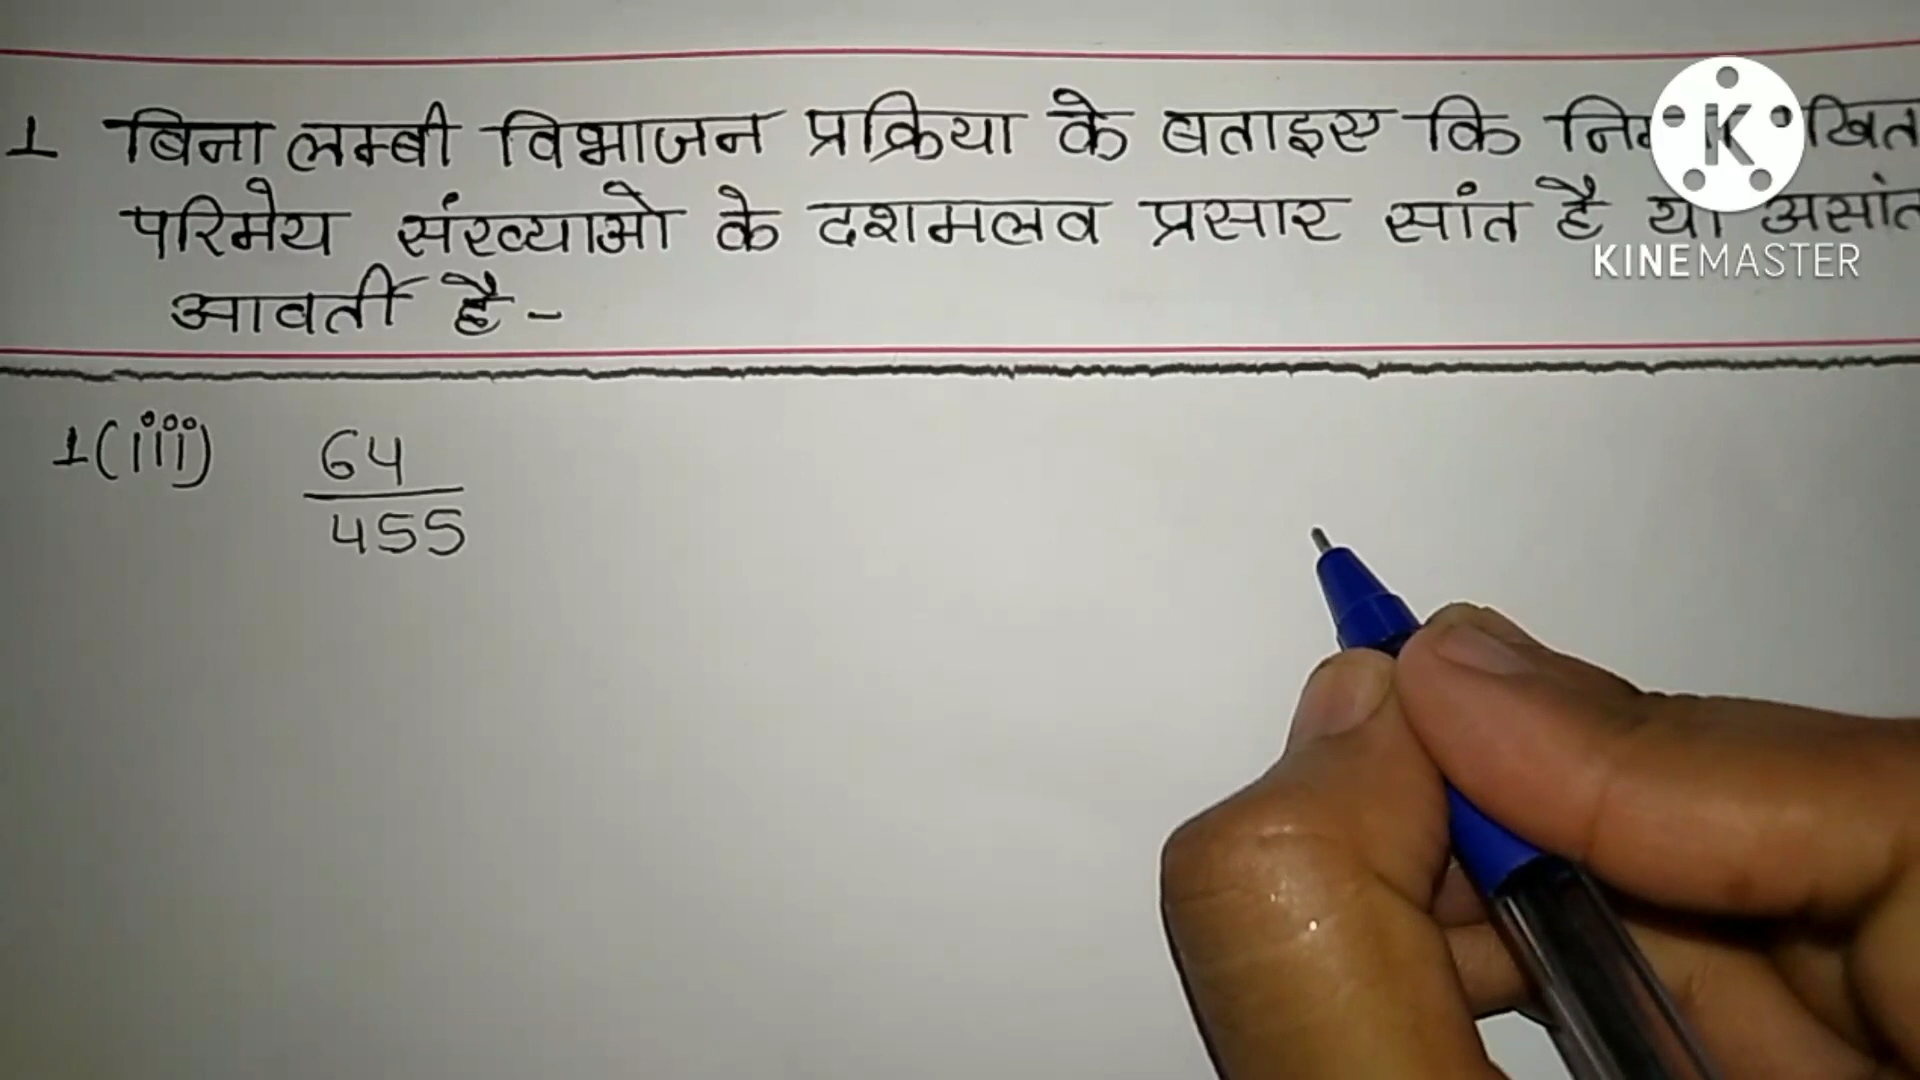 1 बिना लम्बी विभाजन प्रक्रिया के बताइए कि
परिमेय संख्याओ के दशमलव प्रसार सांत है या असांत
आवर्ती है -
KINEMASTER
1(iii) 64
455